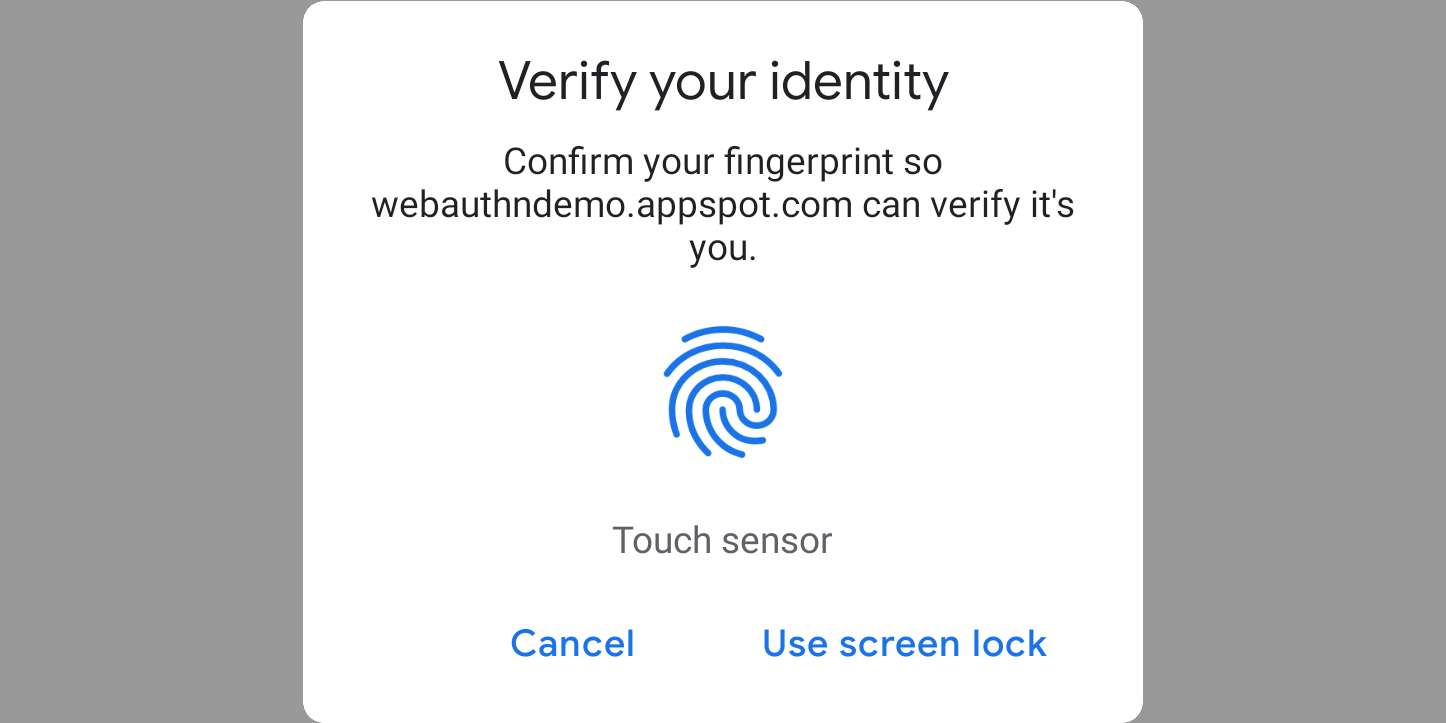 Verify your identity
Confirm your fingerprint so
webauthndemo.appspot.com can verify it's
you.
Touch sensor
Cancel
Use screen lock